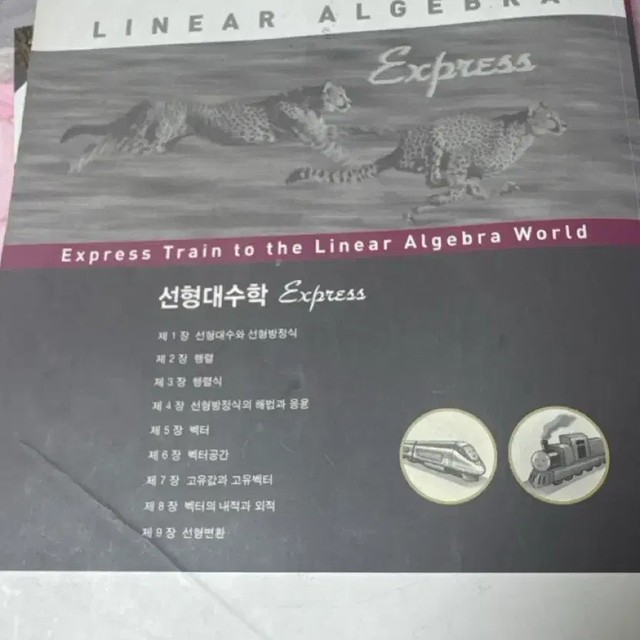 LINEAR ALGEBRA
Express
Express Train to the Linear Algebra World
선형대수학 Express
제 1 장 선형대수와 선형방정식
제 2 장 행렬
제 3 장 행렬식
제 4 장 선형방정식의 해법과 응용
제 5 장 벡터
제 6 장 벡터공간
제 7 장 고유값과 고유벡터
제 8 장 벡터의 내적과 외적
제 9 장 선형변환